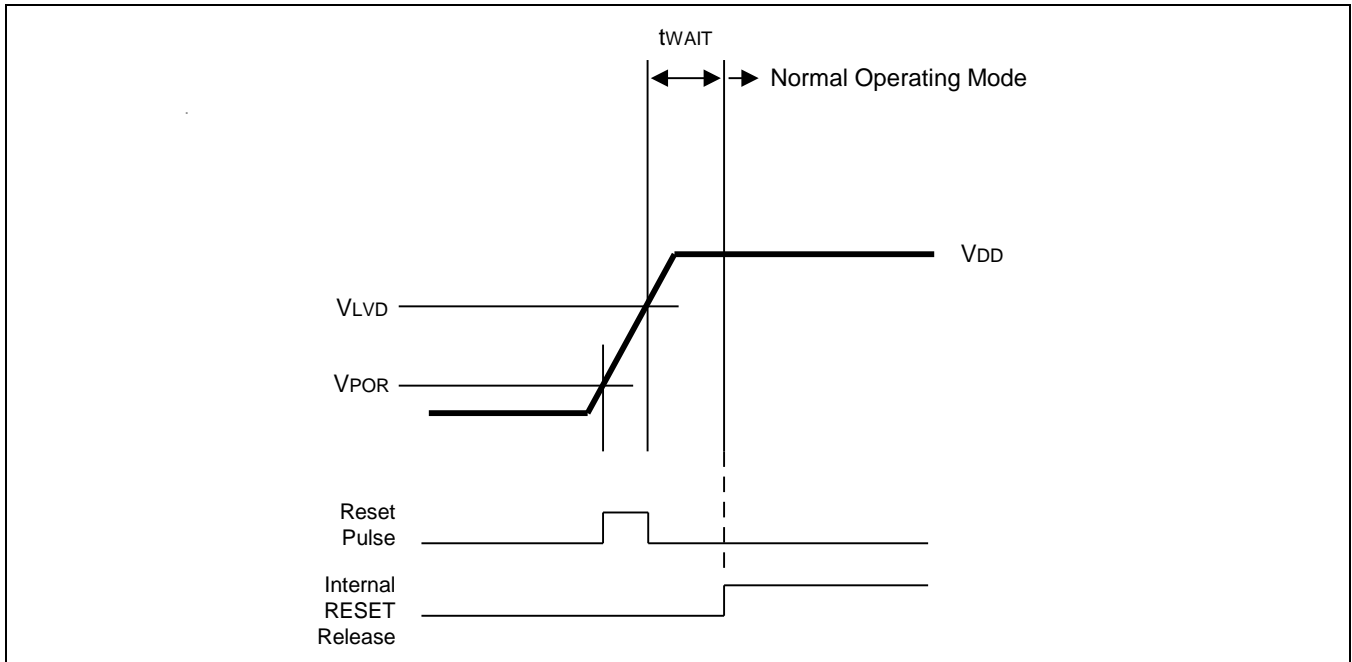 tWAIT
Normal Operating Mode
VDD
VLVD
VPOR
Reset
Pulse
Internal
RESET
Release